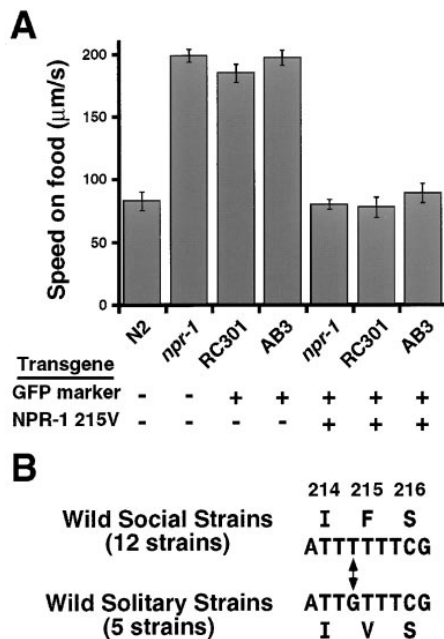 A
Speed on food (μm/s)
200
150
100
50
0
N2
npr-1
RC301
AB3
npr-1
RC301
AB3
Transgene
GFP marker - - + + + + +
NPR-1 215V - - - - + + +
B
214 215 216
Wild Social Strains I F S
(12 strains) ATTTTTTCG
Wild Solitary Strains ATTGTTTCG
(5 strains) I V S